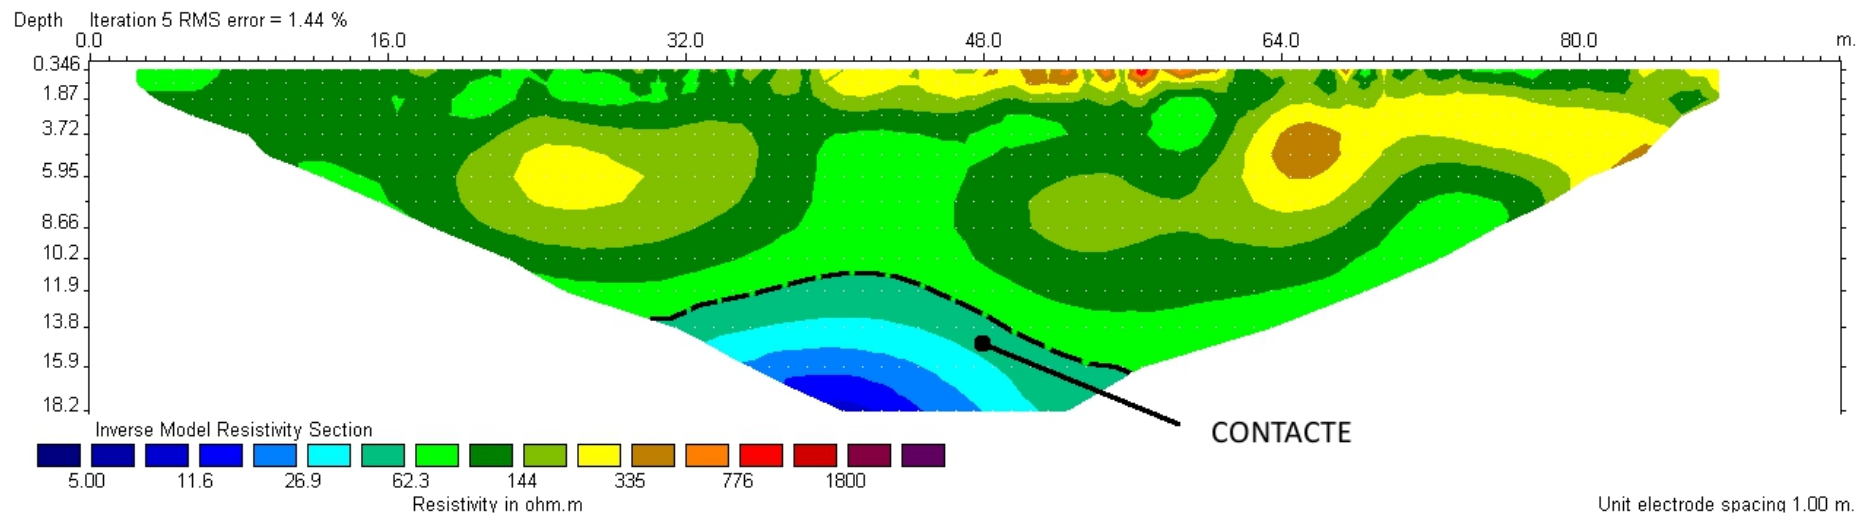 Depth Iteration 5 RMS error = 1.44 %
0.0 16.0 32.0 48.0 64.0 80.0 m.
0.346
1.87
3.72
5.95
8.66
10.2
11.9
13.8
15.9
18.2
CONTACTE
Inverse Model Resistivity Section
5.00 11.6 26.9 62.3 144 335 776 1800
Resistivity in ohm.m
Unit electrode spacing 1.00 m.